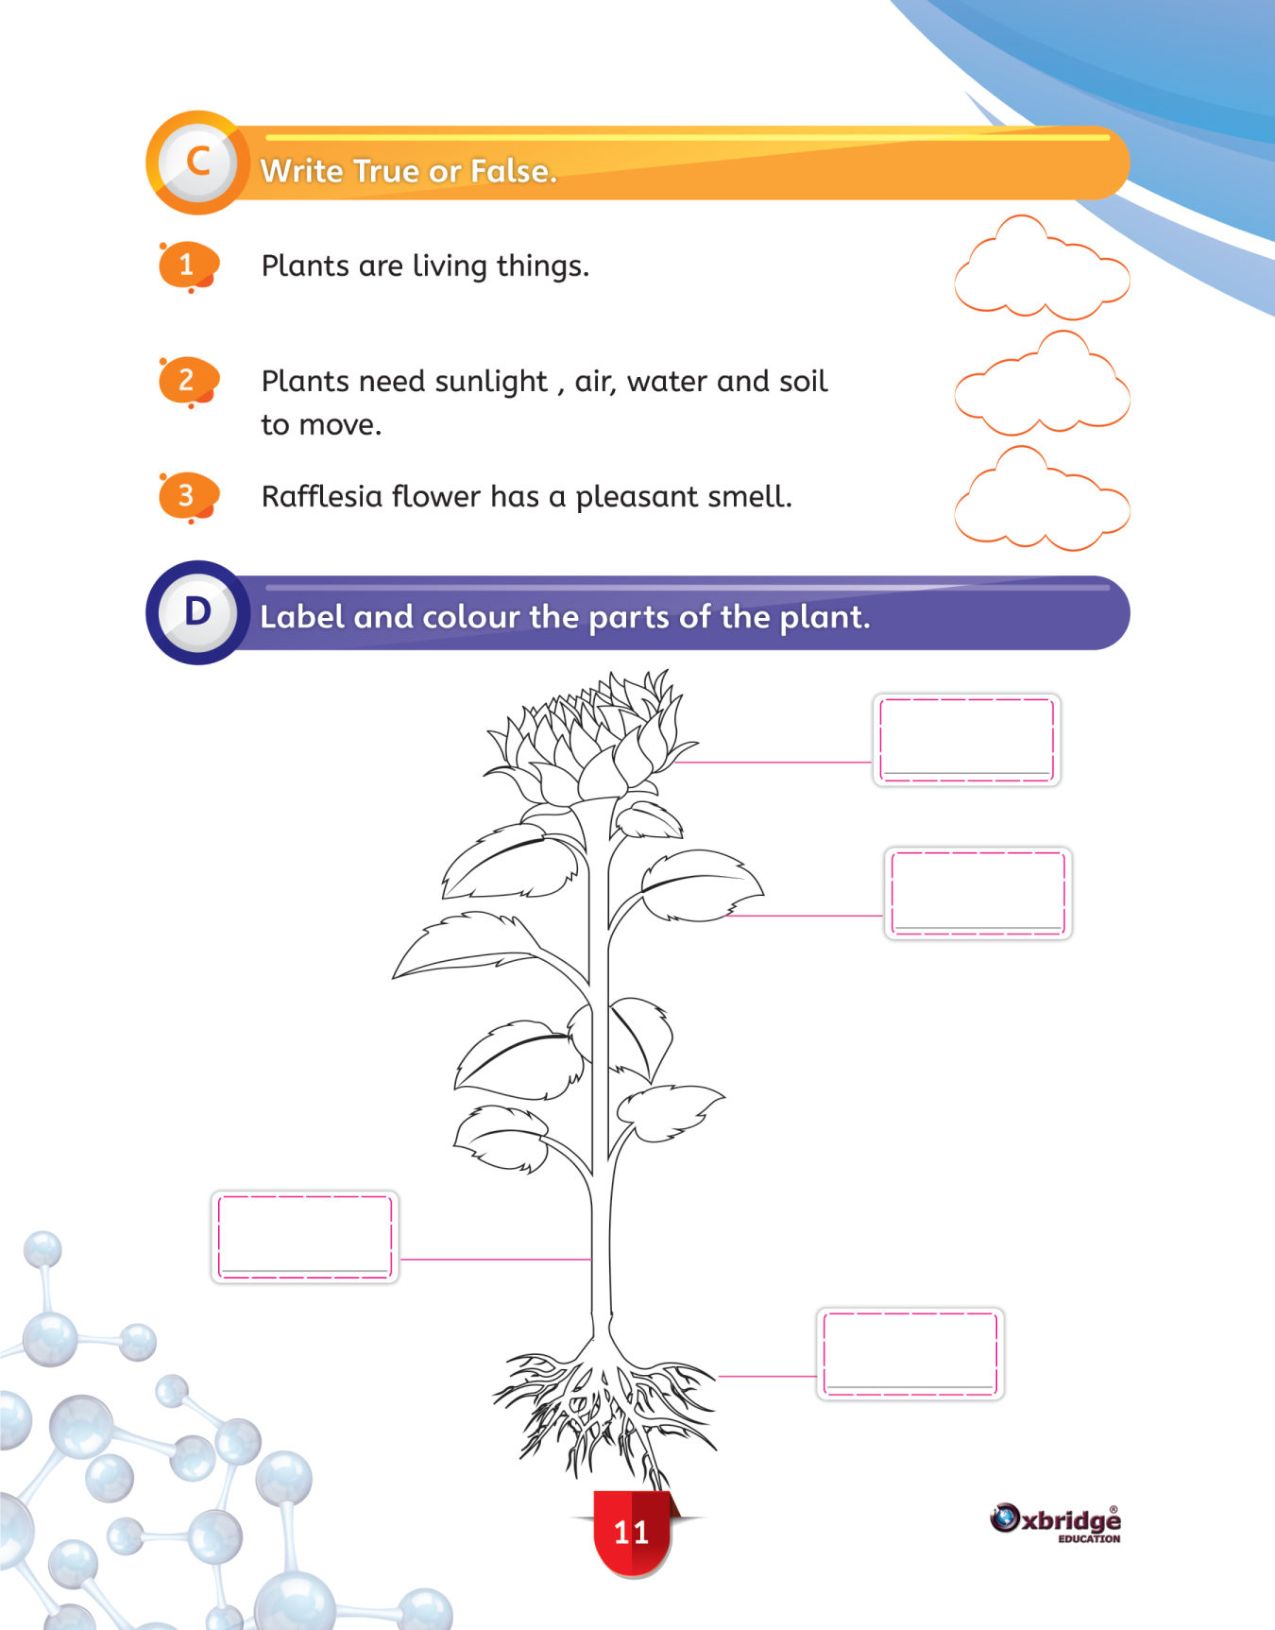 C
Write True or False.
1
Plants are living things.
2
Plants need sunlight , air, water and soil
to move.
3
Rafflesia flower has a pleasant smell.
D
Label and colour the parts of the plant.
11
Oxbridge®
EDUCATION